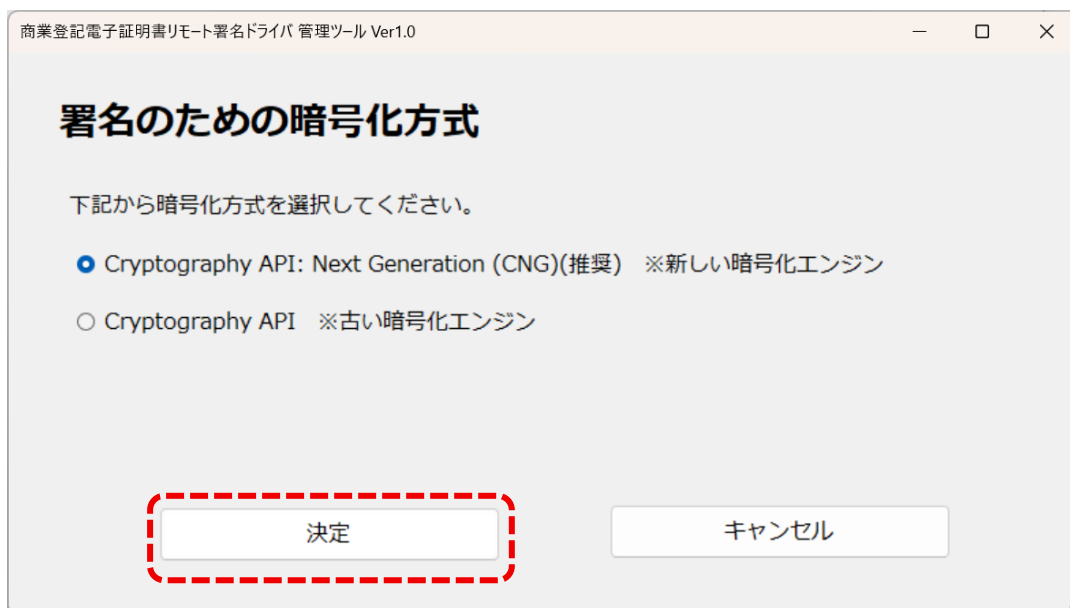 商業登記電子証明書リモート署名ドライバ 管理ツール Ver1.0
署名のための暗号化方式
下記から暗号化方式を選択してください。
Cryptography API: Next Generation (CNG)(推奨) ※新しい暗号化エンジン
Cryptography API ※古い暗号化エンジン
決定 キャンセル